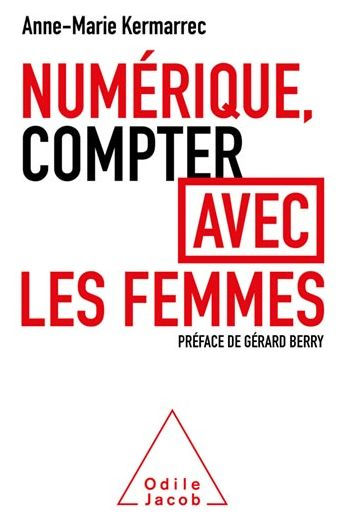 Anne-Marie Kermarrec
NUMÉRIQUE,
COMPTER
AVEC
LES FEMMES
PRÉFACE DE GÉRARD BERRY
Odile
Jacob